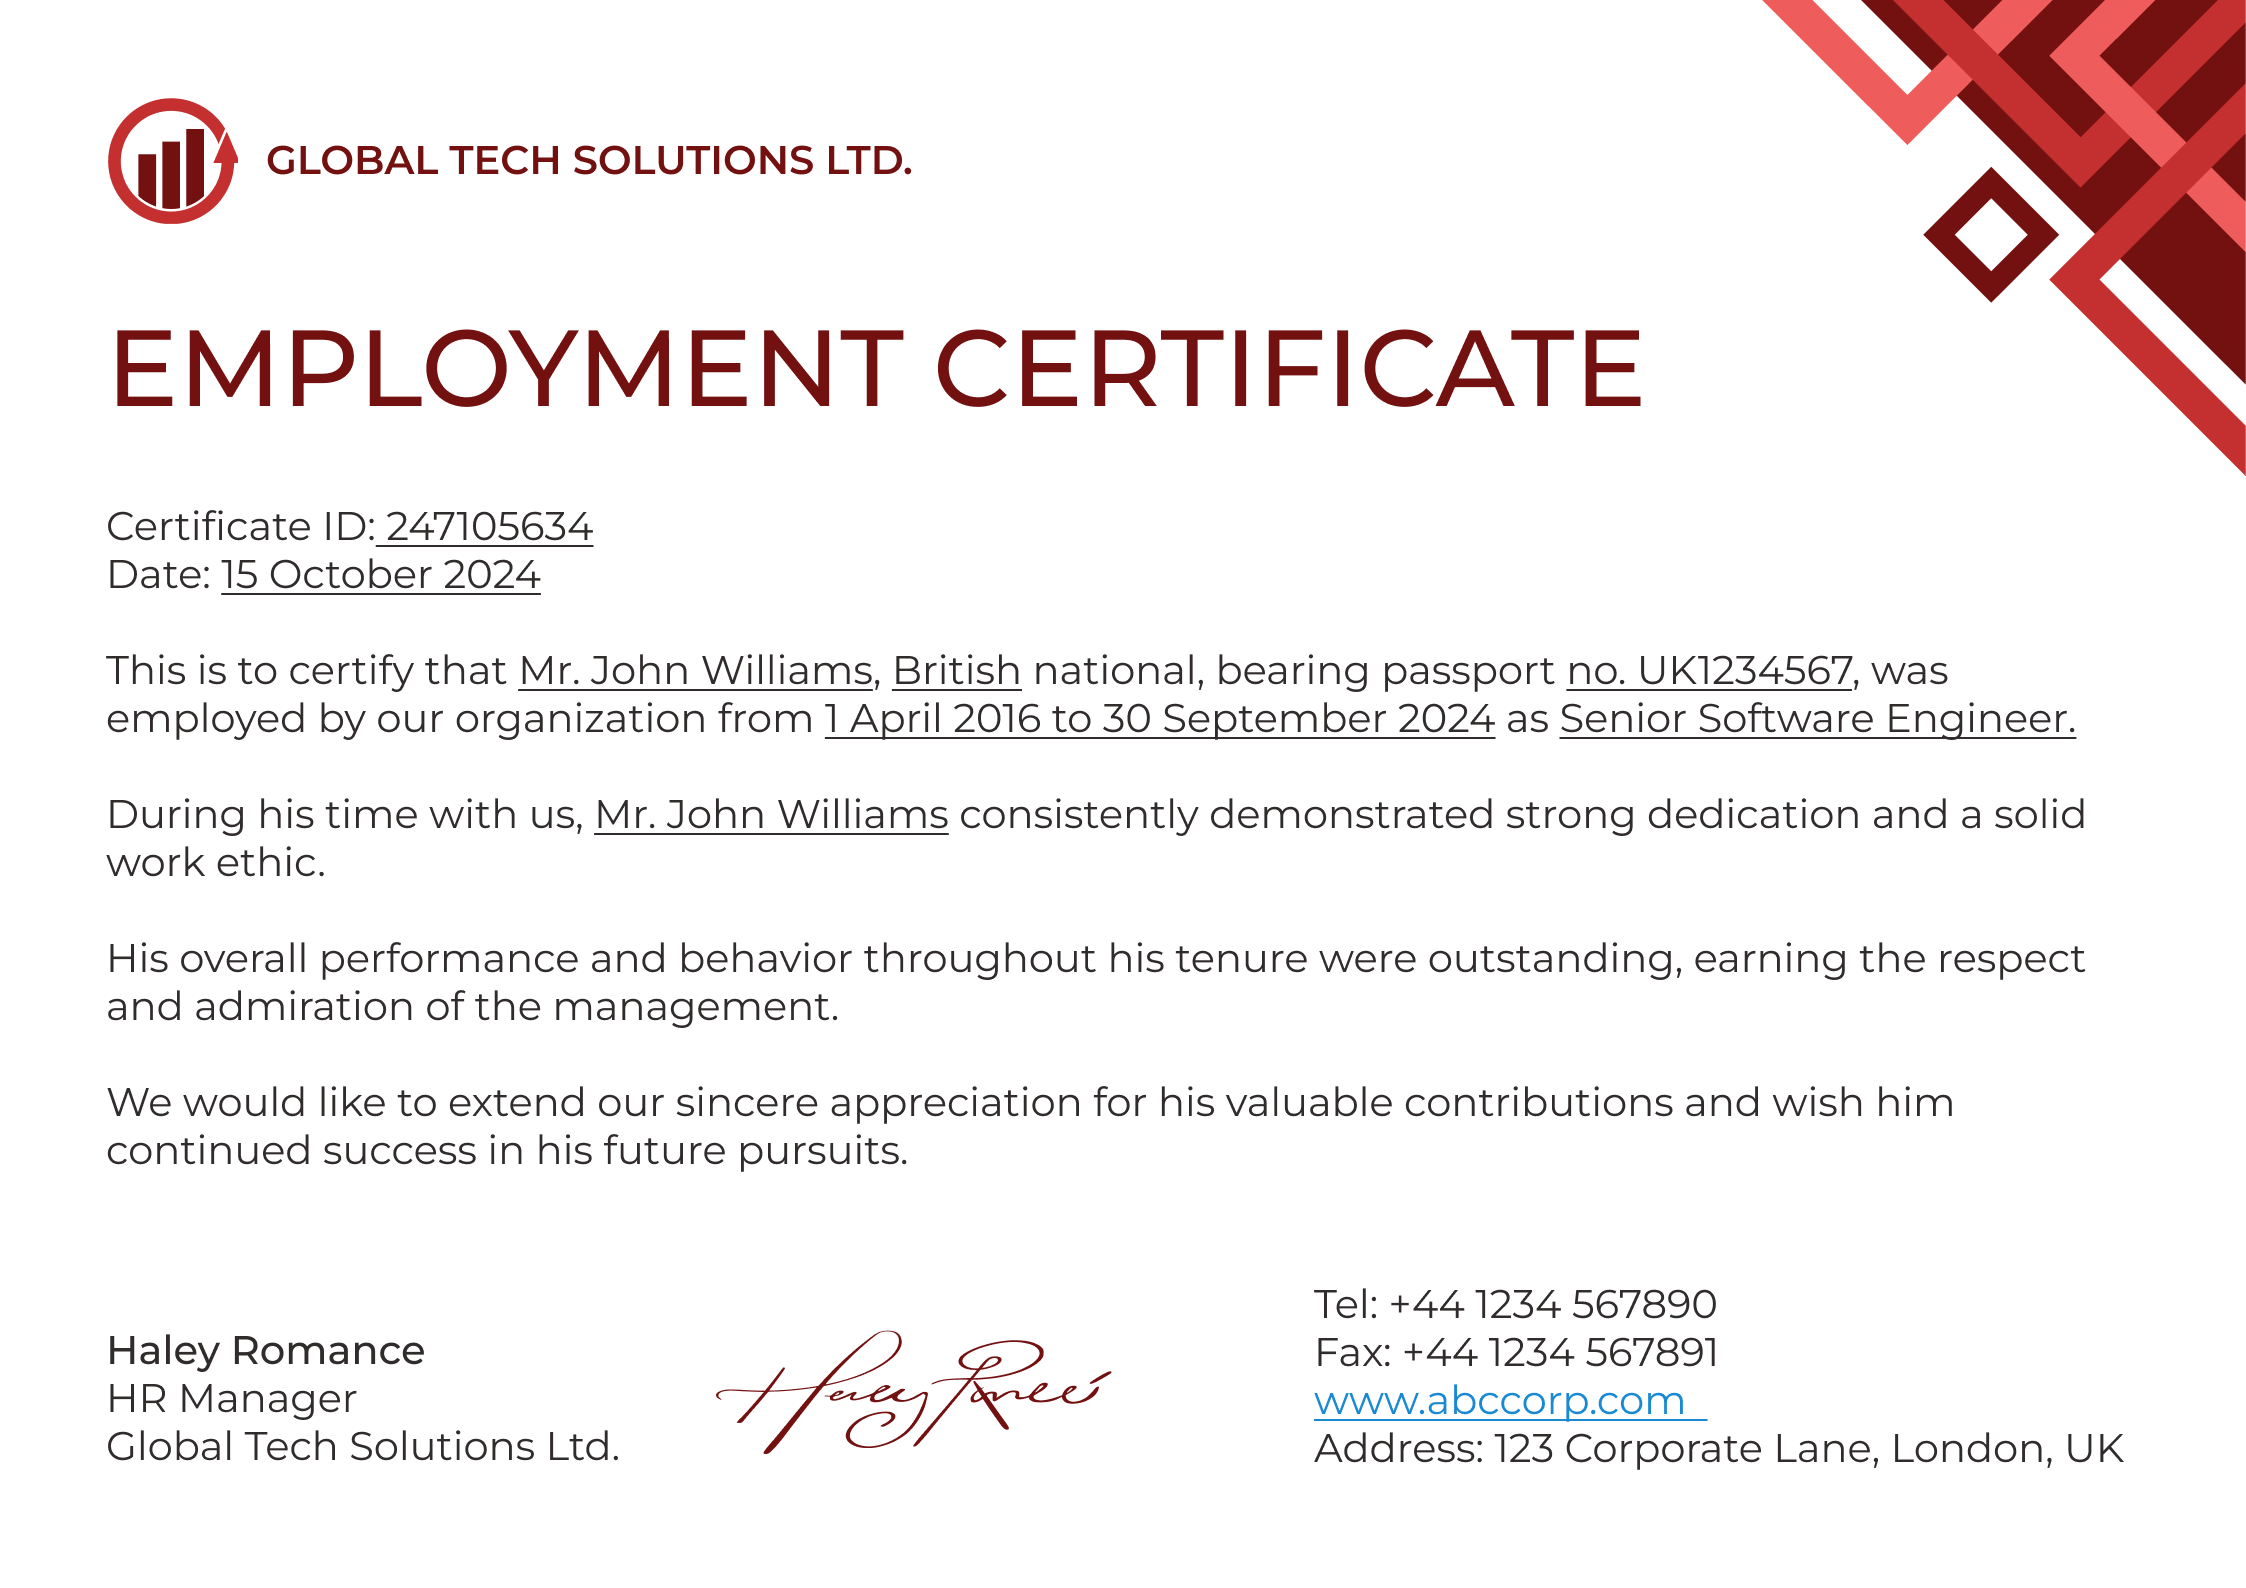 GLOBAL TECH SOLUTIONS LTD.
EMPLOYMENT CERTIFICATE
Certificate ID: 247105634
Date: 15 October 2024
This is to certify that Mr. John Williams, British national, bearing passport no. UK1234567, was
employed by our organization from 1 April 2016 to 30 September 2024 as Senior Software Engineer.
During his time with us, Mr. John Williams consistently demonstrated strong dedication and a solid
work ethic.
His overall performance and behavior throughout his tenure were outstanding, earning the respect
and admiration of the management.
We would like to extend our sincere appreciation for his valuable contributions and wish him
continued success in his future pursuits.
Haley Romance
HR Manager
Global Tech Solutions Ltd.
Tel: +44 1234 567890
Fax: +44 1234 567891
www.abccorp.com
Address: 123 Corporate Lane, London, UK